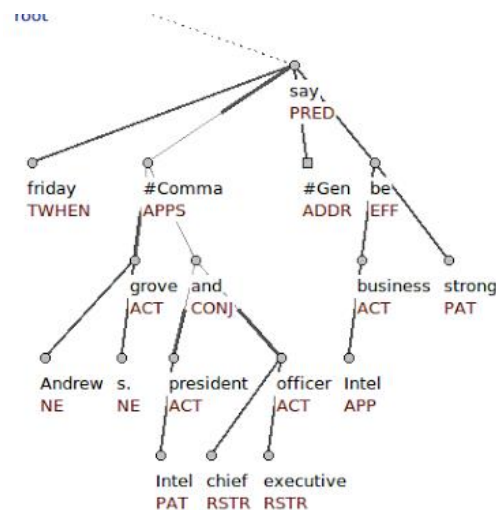 root
say
PRED
friday #Comma #Gen be
TWHEN APPS ADDR EFF
grove and business strong
ACT CONJ ACT PAT
Andrew s. president officer Intel
NE NE ACT ACT APP
Intel chief executive
PAT RSTR RSTR